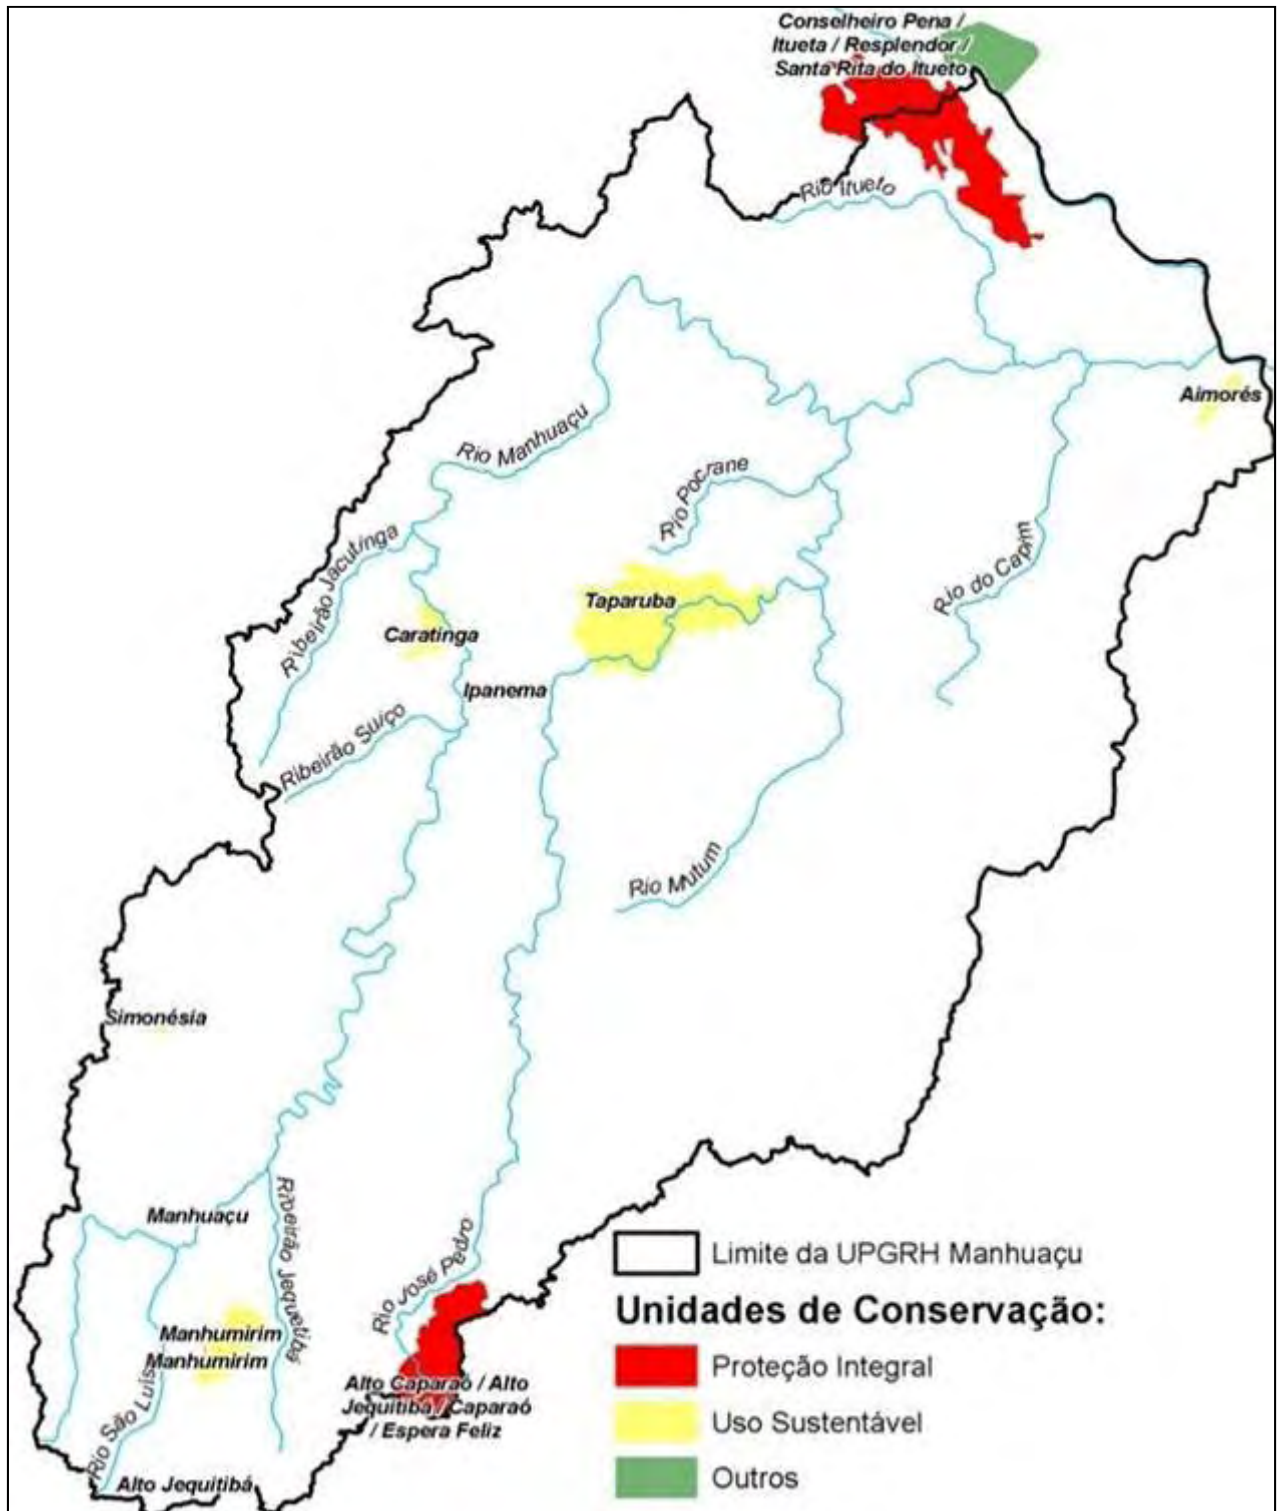 Conselheiro Pena /
Itueta / Resplendor /
Santa Rita do Itueto
Rio Itueto
Aimorés
Rio Manhuaçu
Rio Pocrane
Ribeirão Jacutinga
Rio do Capim
Taparuba
Caratinga
Ipanema
Ribeirão Suíço
Rio Mutum
Simonésia
Manhuaçu
Ribeirão Jequetibá
Rio José Pedro
Limite da UPGRH Manhuaçu
Unidades de Conservação:
Manhumirim
Manhumirim
Proteção Integral
Alto Caparaó / Alto
Jequitibá / Caparaó
/ Espera Feliz
Rio São Luis
Uso Sustentável
Alto Jequitibá
Outros